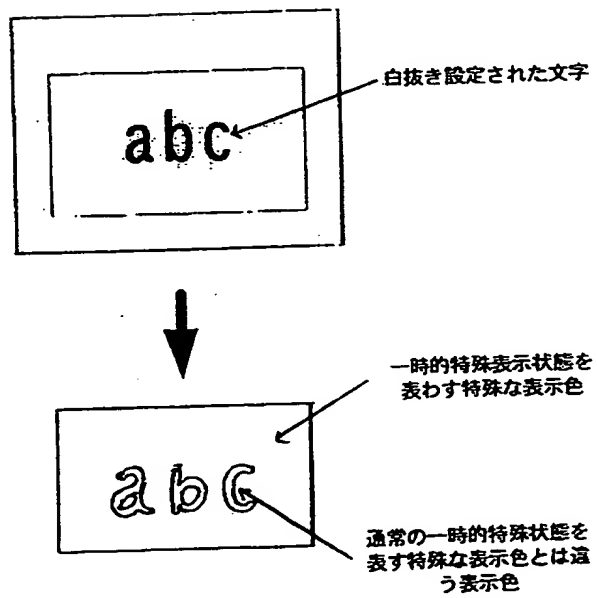 白抜き設定された文字
abc
一時的特殊表示状態を
表わす特殊な表示色
abc
通常の一時的特殊状態を
表す特殊な表示色とは違
う表示色